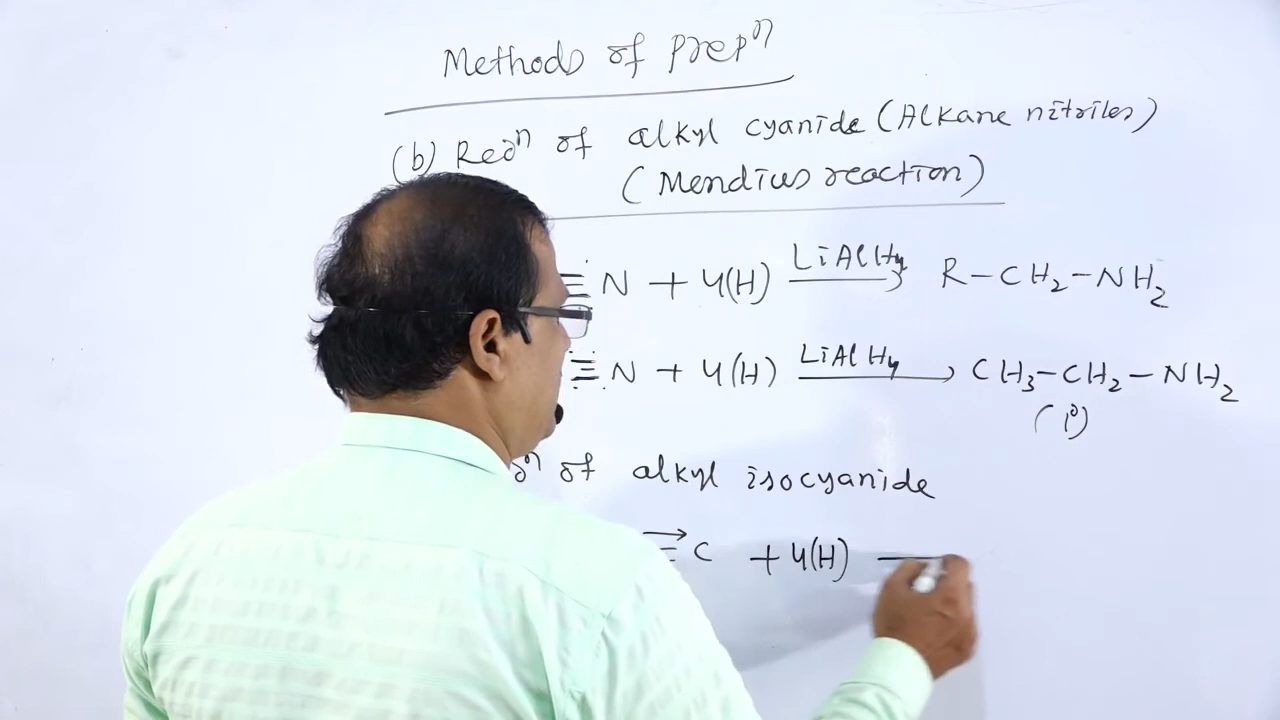 Methods of prepⁿ
(b) Redⁿ of alkyl cyanide (Alkane nitriles)
(Mendius reaction)
≡ N + 4(H) LiAlH₄ → R–CH₂–NH₂
≡ N + 4(H) LiAlH₄ → CH₃–CH₂–NH₂
(1⁰)
ⁿ of alkyl isocyanide
≡ C + 4(H) —